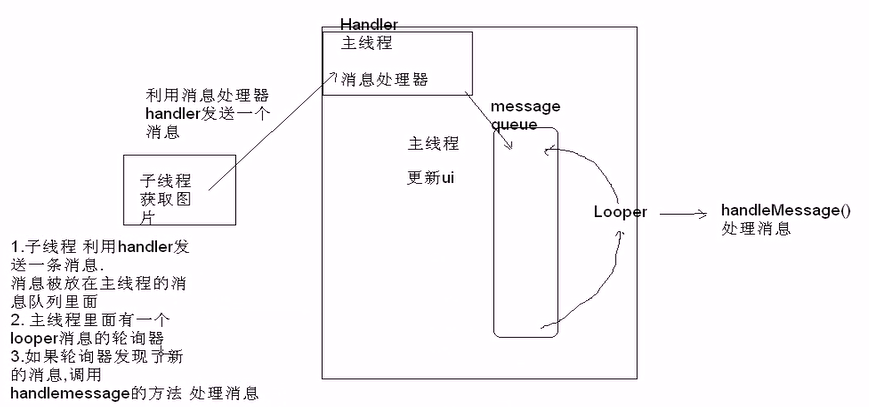 Handler
主线程
消息处理器
利用消息处理器
handler发送一个
消息
message
queue
主线程
更新ui
子线程
获取图
片
Looper
handleMessage()
处理消息
1.子线程 利用handler发
送一条消息.
消息被放在主线程的消
息队列里面
2. 主线程里面有一个
looper消息的轮询器
3.如果轮询器发现了新
的消息,调用
handlemessage的方法 处理消息